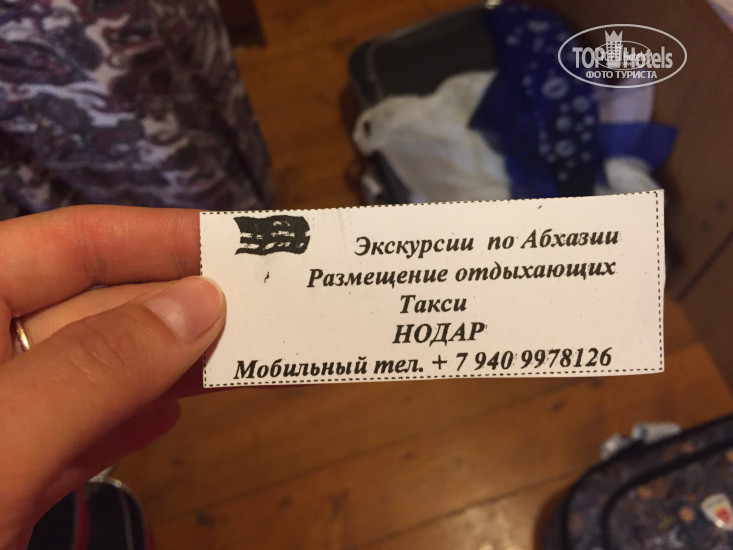 TOP Hotels
ФОТО ТУРИСТА
Экскурсии по Абхазии
Размещение отдыхающих
Такси
НОДАР
Мобильный тел. + 7 940 9978126